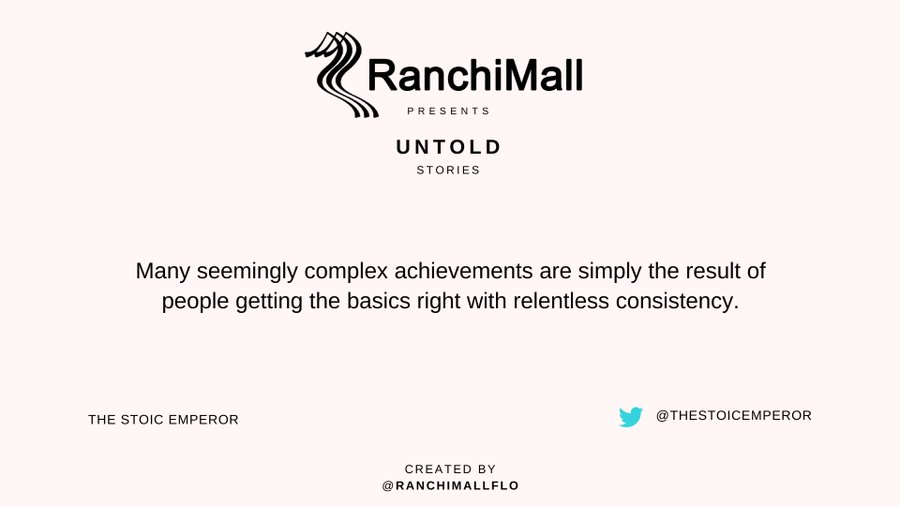 RanchiMall
PRESENTS
UNTOLD
STORIES
Many seemingly complex achievements are simply the result of
people getting the basics right with relentless consistency.
THE STOIC EMPEROR
@THESTOICEMPEROR
CREATED BY
@RANCHIMALLFLO